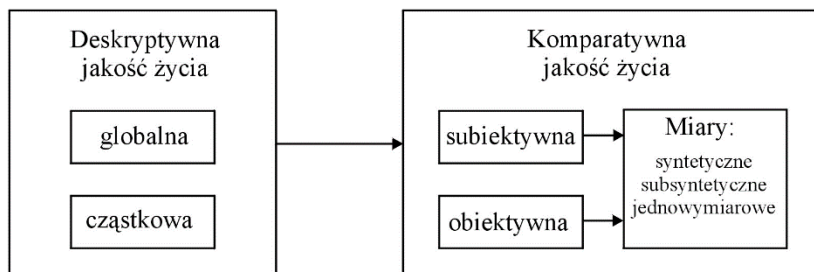 Deskryptywna
jakość życia
globalna
cząstkowa
Komparatywna
jakość życia
subiektywna
obiektywna
Miary:
syntetyczne
subsyntetyczne
jednowymiarowe